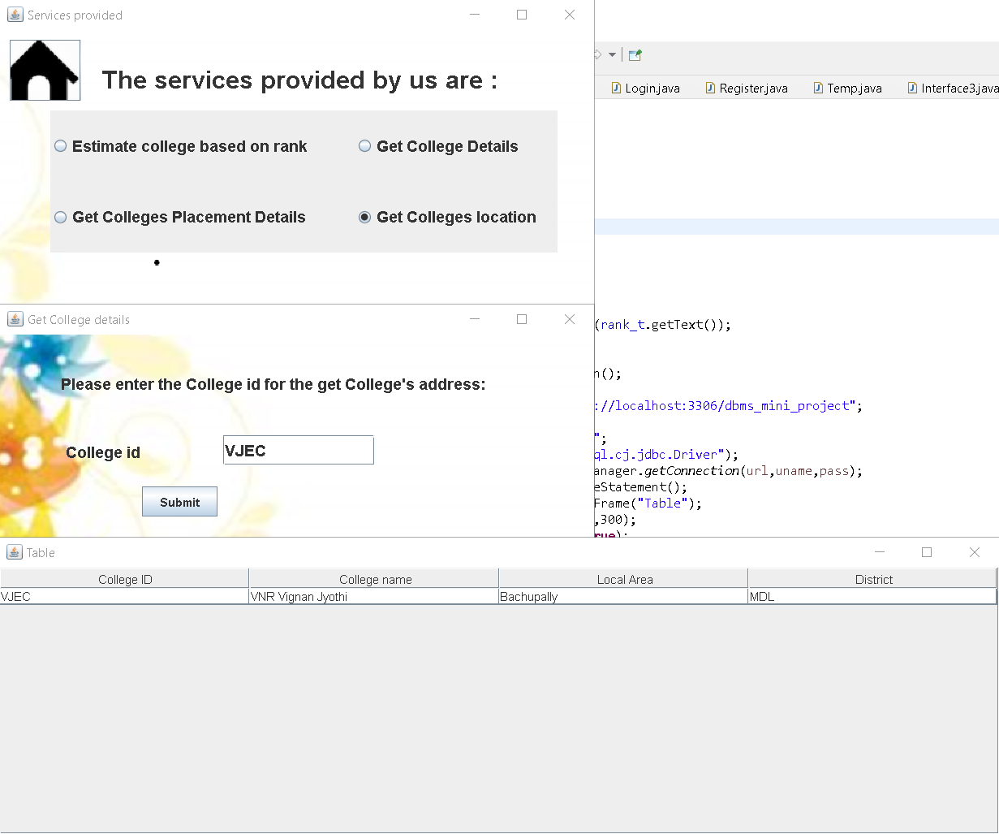 Services provided
The services provided by us are :
Estimate college based on rank
Get College Details
Get Colleges Placement Details
Get Colleges location
Login.java
Register.java
Temp.java
Interface3.java
(rank_t.getText());
n();
://localhost:3306/dbms_mini_project";
";
ql.cj.jdbc.Driver");
anager.getConnection(url,uname,pass);
eStatement();
Frame("Table");
,300);
rue);
Get College details
Please enter the College id for the get College's address:
College id
VJEC
Submit
Table
College ID College name Local Area District
VJEC VNR Vignan Jyothi Bachupally MDL